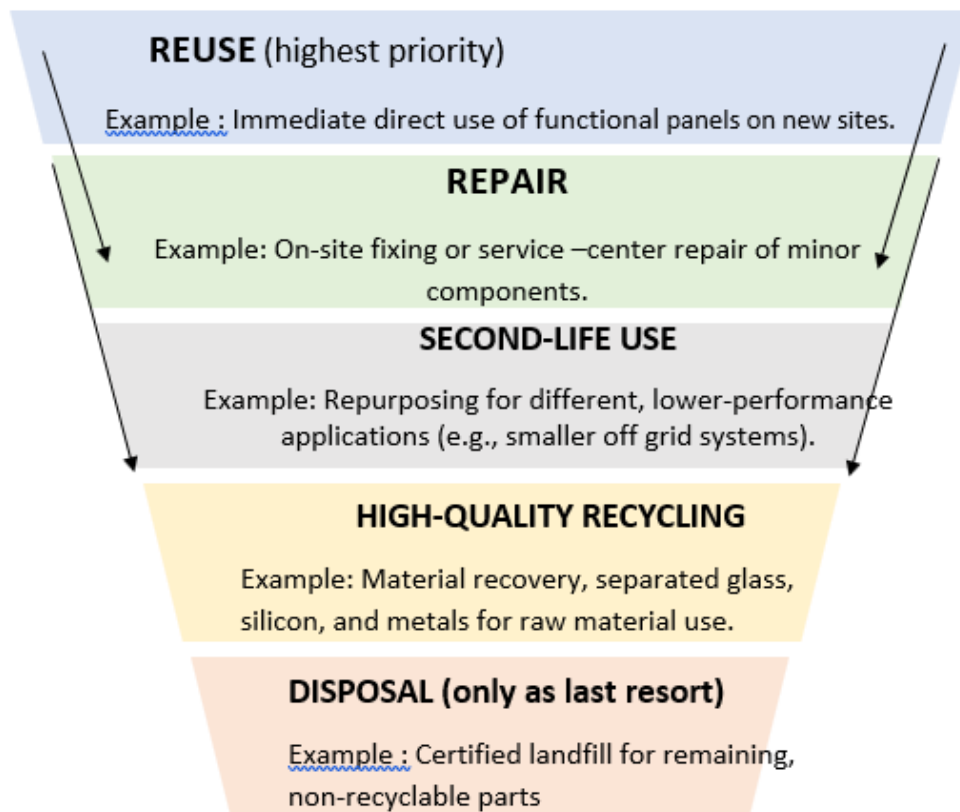 REUSE (highest priority)
Example : Immediate direct use of functional panels on new sites.
REPAIR
Example: On-site fixing or service –center repair of minor
components.
SECOND-LIFE USE
Example: Repurposing for different, lower-performance
applications (e.g., smaller off grid systems).
HIGH-QUALITY RECYCLING
Example: Material recovery, separated glass,
silicon, and metals for raw material use.
DISPOSAL (only as last resort)
Example : Certified landfill for remaining,
non-recyclable parts